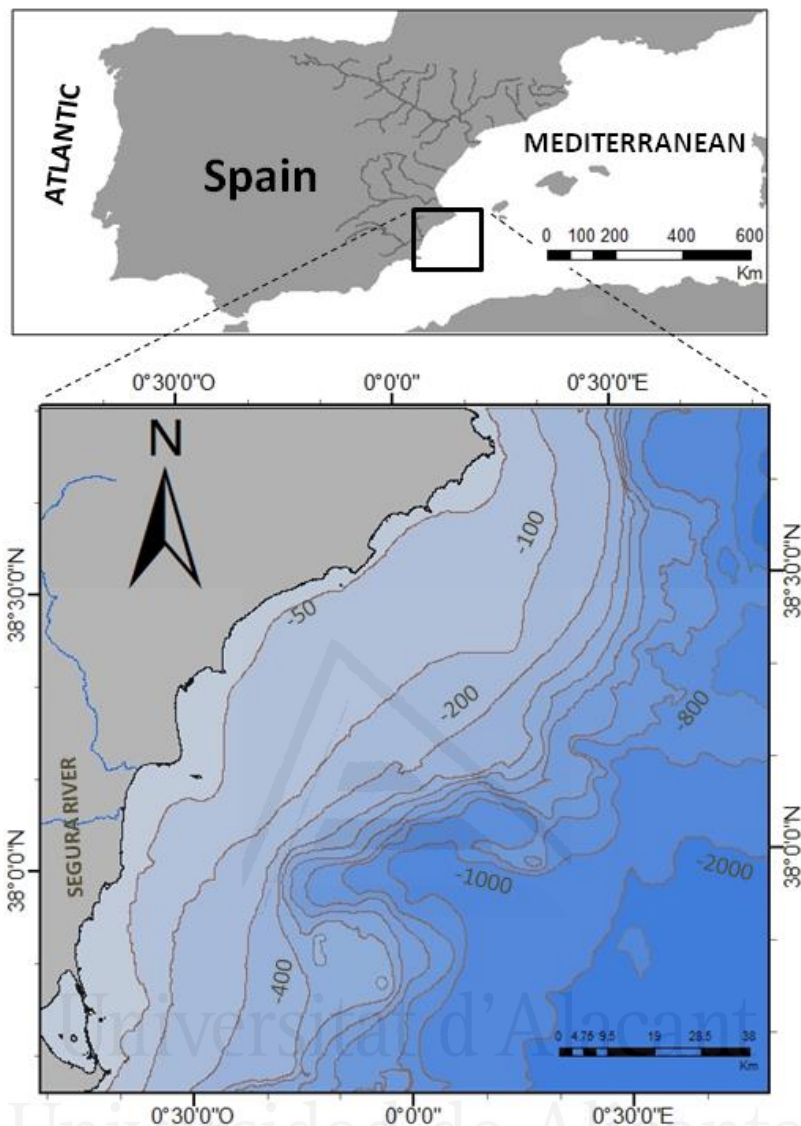 ATLANTIC
Spain
MEDITERRANEAN
0 100 200 400 600
Km
0°30'0"O 0°0'0" 0°30'0"E
N
38°30'0"N
38°30'0"N
-100
-50
-200
-800
SEGURA RIVER
38°0'0"N
38°0'0"N
-1000
-2000
-400
Universitat d'Alacant
0 4.75 9.5 19 28.5 38
Km
0°30'0"O 0°0'0" 0°30'0"E
Universidad de Alicante